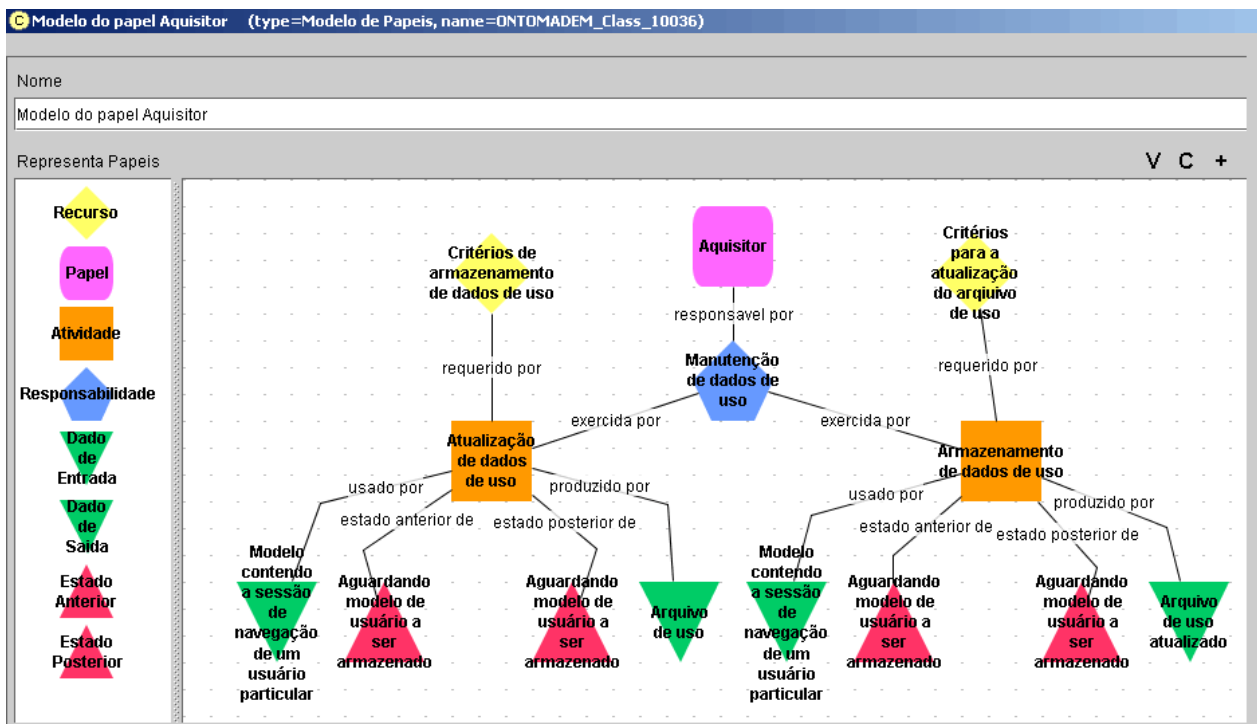 C Modelo do papel Aquisitor (type=Modelo de Papeis, name=ONTOMADEM_Class_10036)
Nome
Modelo do papel Aquisitor
Representa Papeis
V C +
Recurso
Papel
Atividade
Responsabilidade
Dado
de
Entrada
Dado
de
Saida
Estado
Anterior
Estado
Posterior
Critérios de
armazenamento
de dados de uso
Aquisitor
Critérios
para a
atualização
do arqiuivo
de uso
responsavel por
requerido por
Manutenção
de dados de
uso
requerido por
exercida por
exercida por
Atualização
de dados
de uso
Armazenamento
de dados de uso
usado por
produzido por
estado anterior de
estado posterior de
usado por
produzido por
estado anterior de
estado posterior de
Modelo
contendo
a sessão
de
navegação
de um
usuário
particular
Aguardando
modelo de
usuário a
ser
armazenado
Aguardando
modelo de
usuário a
ser
armazenado
Arquivo
de uso
Modelo
contendo
a sessão
de
navegação
de um
usuário
particular
Aguardando
modelo de
usuário a
ser
armazenado
Aguardando
modelo de
usuário a
ser
armazenado
Arquivo
de uso
atualizado